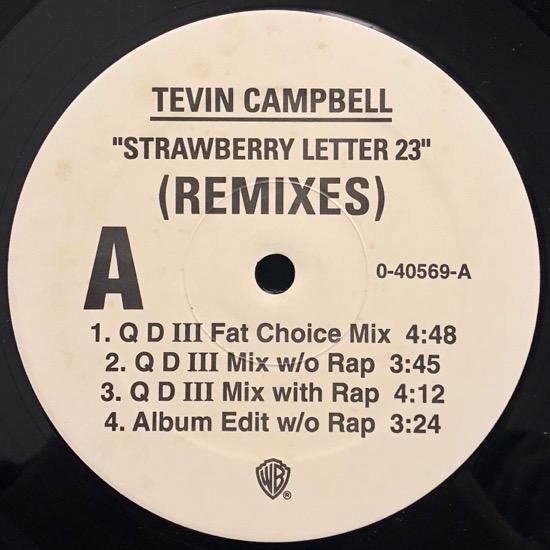 TEVIN CAMPBELL
"STRAWBERRY LETTER 23"
(REMIXES)
A
0-40569-A
1. Q D III Fat Choice Mix 4:48
2. Q D III Mix w/o Rap 3:45
3. Q D III Mix with Rap 4:12
4. Album Edit w/o Rap 3:24
WB®